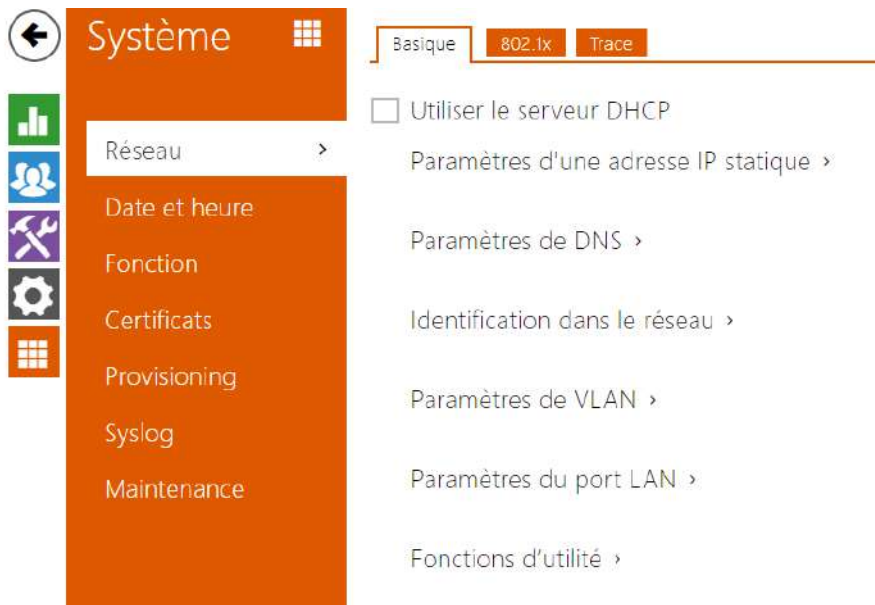 Système
Réseau
Date et heure
Fonction
Certificats
Provisioning
Syslog
Maintenance
Basique
802.1x
Trace
Utiliser le serveur DHCP
Paramètres d'une adresse IP statique
Paramètres de DNS
Identification dans le réseau
Paramètres de VLAN
Paramètres du port LAN
Fonctions d’utilité